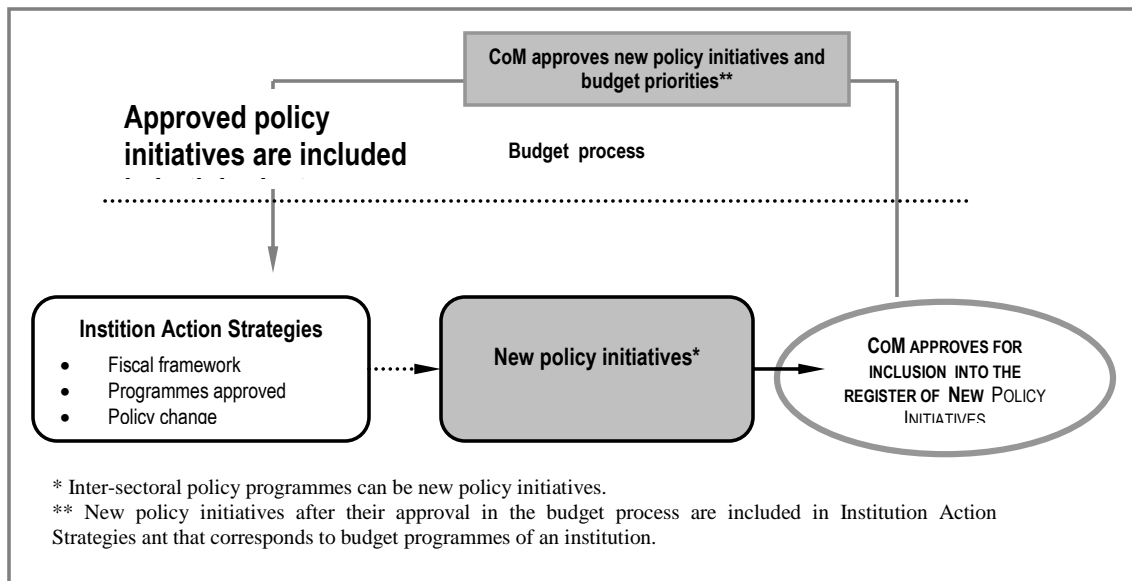 CoM approves new policy initiatives and
budget priorities**
Approved policy
initiatives are included
Budget process
Instition Action Strategies
• Fiscal framework
• Programmes approved
• Policy change
New policy initiatives*
COM APPROVES FOR
INCLUSION INTO THE
REGISTER OF NEW POLICY
INITIATIVES
* Inter-sectoral policy programmes can be new policy initiatives.
** New policy initiatives after their approval in the budget process are included in Institution Action
Strategies ant that corresponds to budget programmes of an institution.